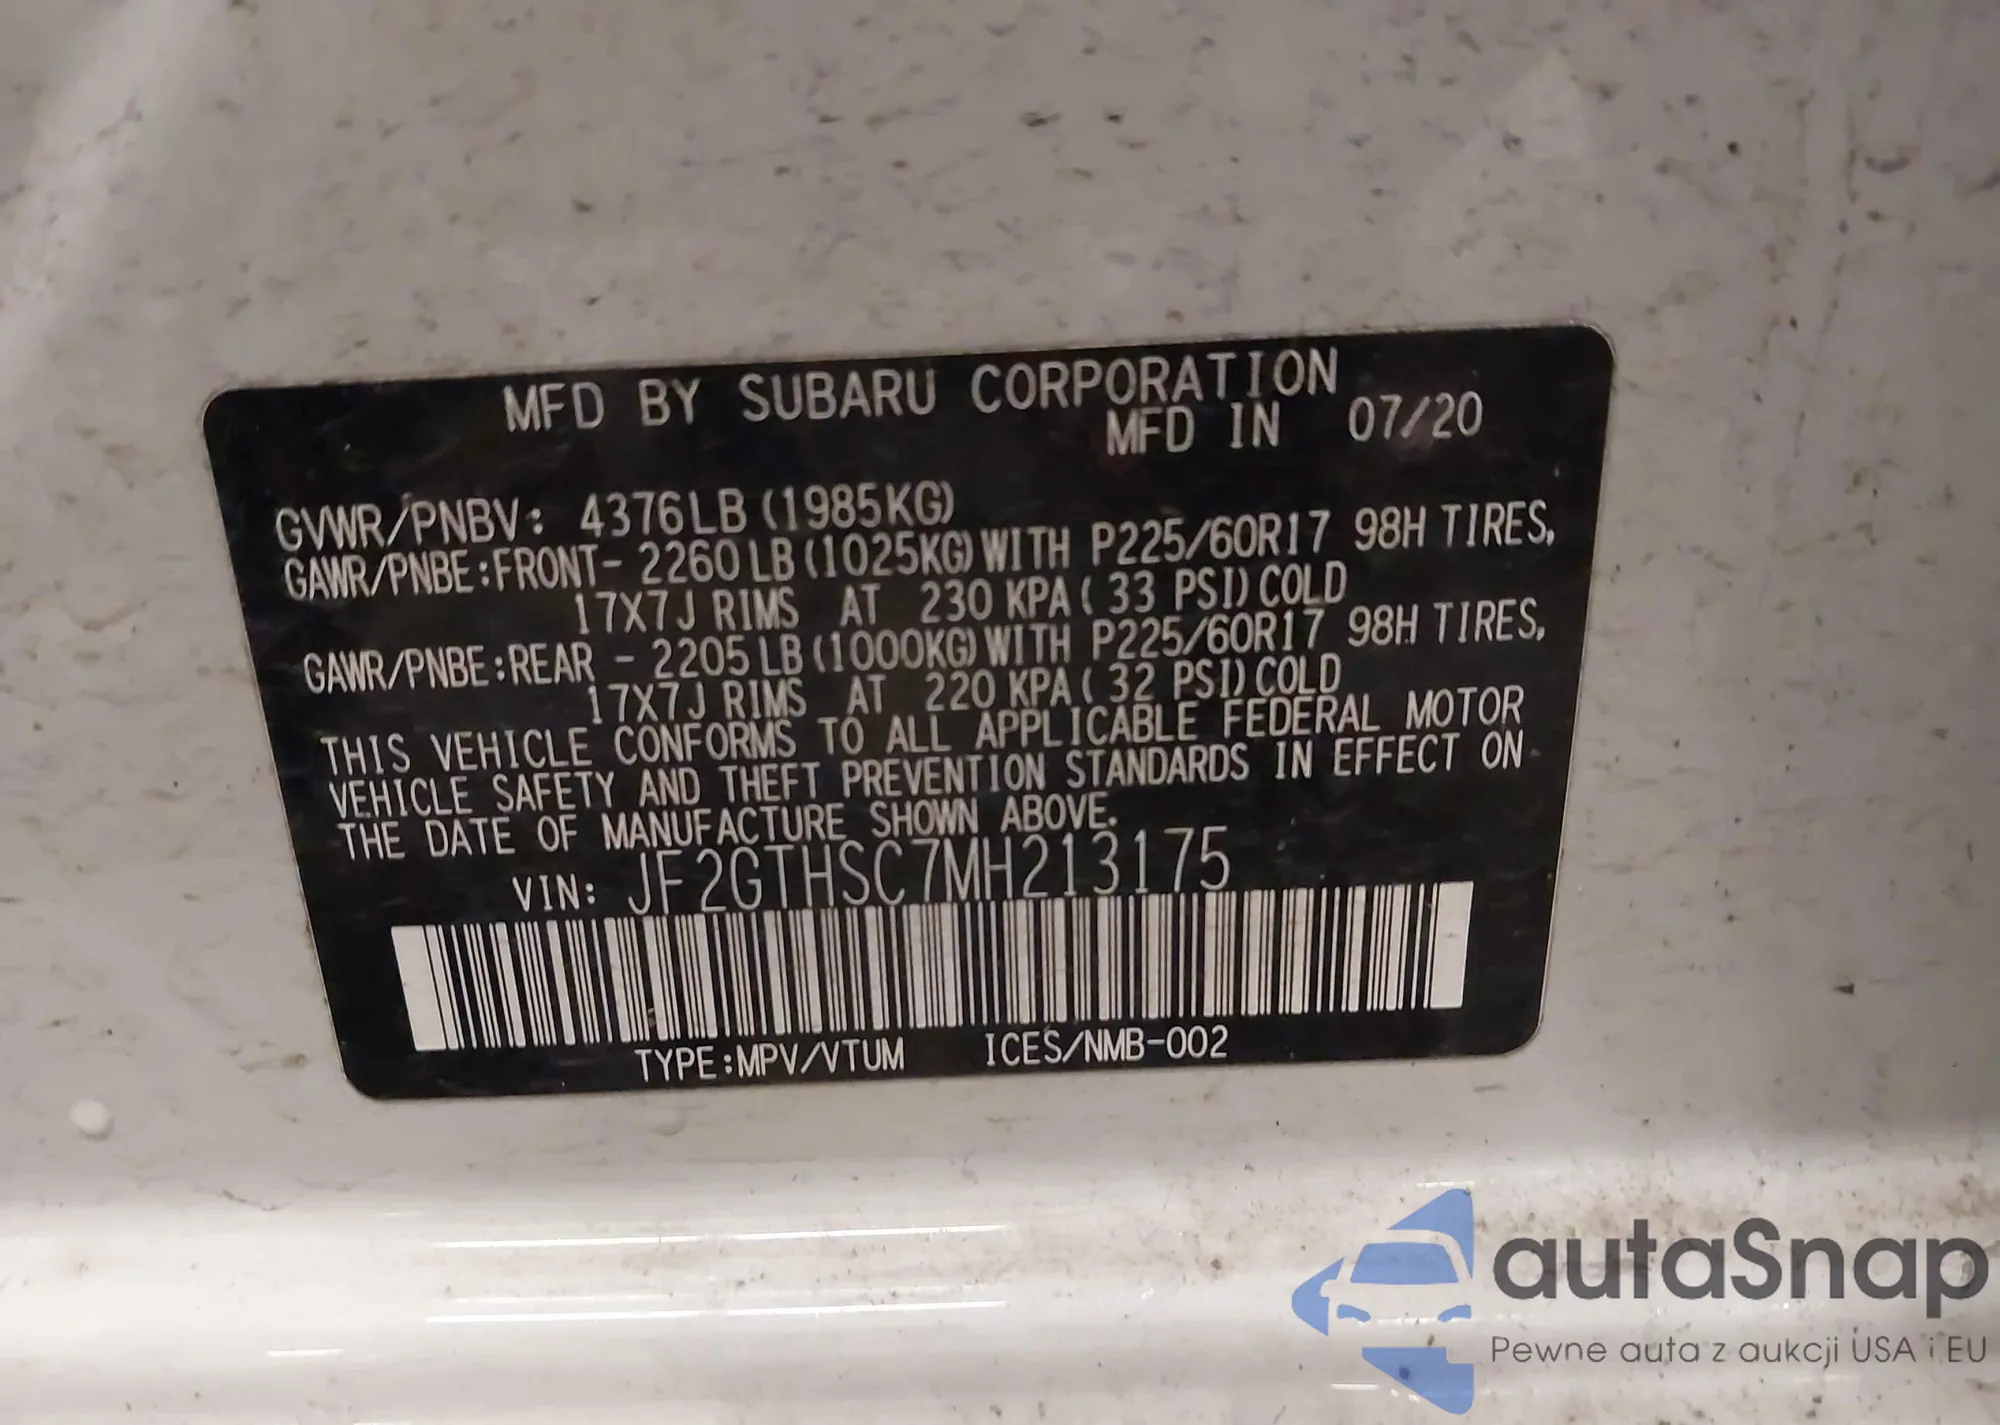 MFD BY SUBARU CORPORATION
MFD IN 07/20
GVWR/PNBV: 4376LB (1985KG)
GAWR/PNBE:FRONT- 2260LB (1025KG) WITH P225/60R17 98H TIRES,
17X7J RIMS AT 230 KPA( 33 PSI) COLD
GAWR/PNBE:REAR - 2205LB (1000KG) WITH P225/60R17 98H TIRES,
17X7J RIMS AT 220 KPA( 32 PSI) COLD
THIS VEHICLE CONFORMS TO ALL APPLICABLE FEDERAL MOTOR
VEHICLE SAFETY AND THEFT PREVENTION STANDARDS IN EFFECT ON
THE DATE OF MANUFACTURE SHOWN ABOVE.
VIN: JF2GTHSC7MH213175
TYPE:MPV/VTUM ICES/NMB-002
autaSnap
Pewne auta z aukcji USA i EU